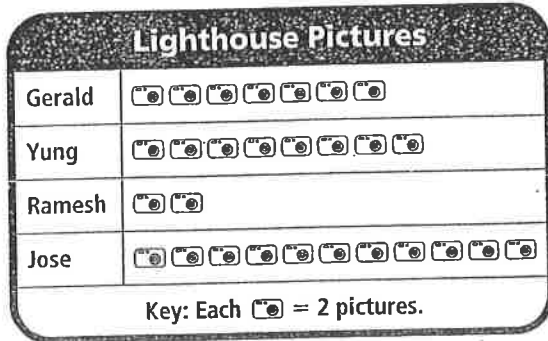 Lighthouse Pictures
Gerald
Yung
Ramesh
Jose
Key: Each = 2 pictures.